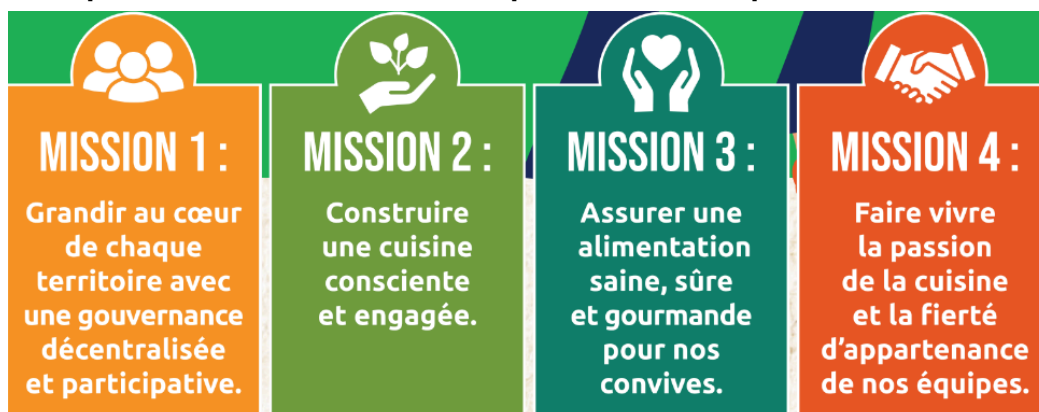 MISSION 1 :
Grandir au cœur
de chaque
territoire avec
une gouvernance
décentralisée
et participative.
MISSION 2 :
Construire
une cuisine
consciente
et engagée.
MISSION 3 :
Assurer une
alimentation
saine, sûre
et gourmande
pour nos
convives.
MISSION 4 :
Faire vivre
la passion
de la cuisine
et la fierté
d’appartenance
de nos équipes.